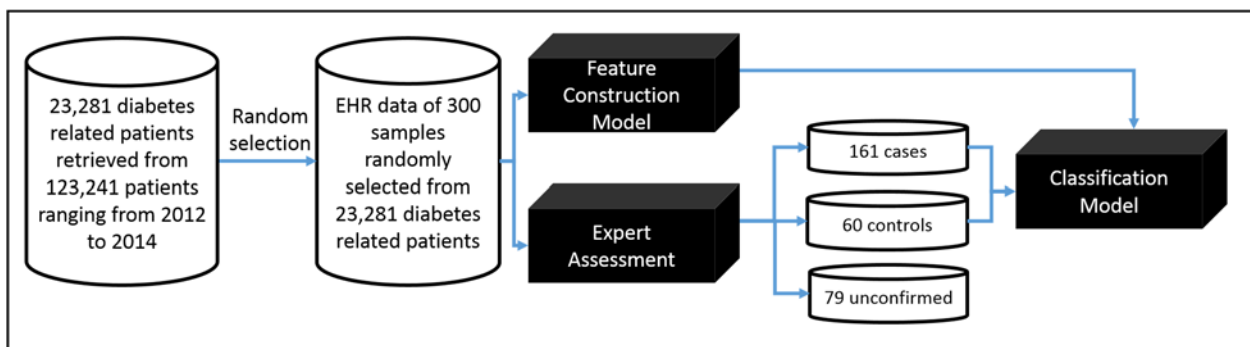 23,281 diabetes
related patients
retrieved from
123,241 patients
ranging from 2012
to 2014
Random
selection
EHR data of 300
samples
randomly
selected from
23,281 diabetes
related patients
Feature
Construction
Model
Expert
Assessment
161 cases
60 controls
79 unconfirmed
Classification
Model